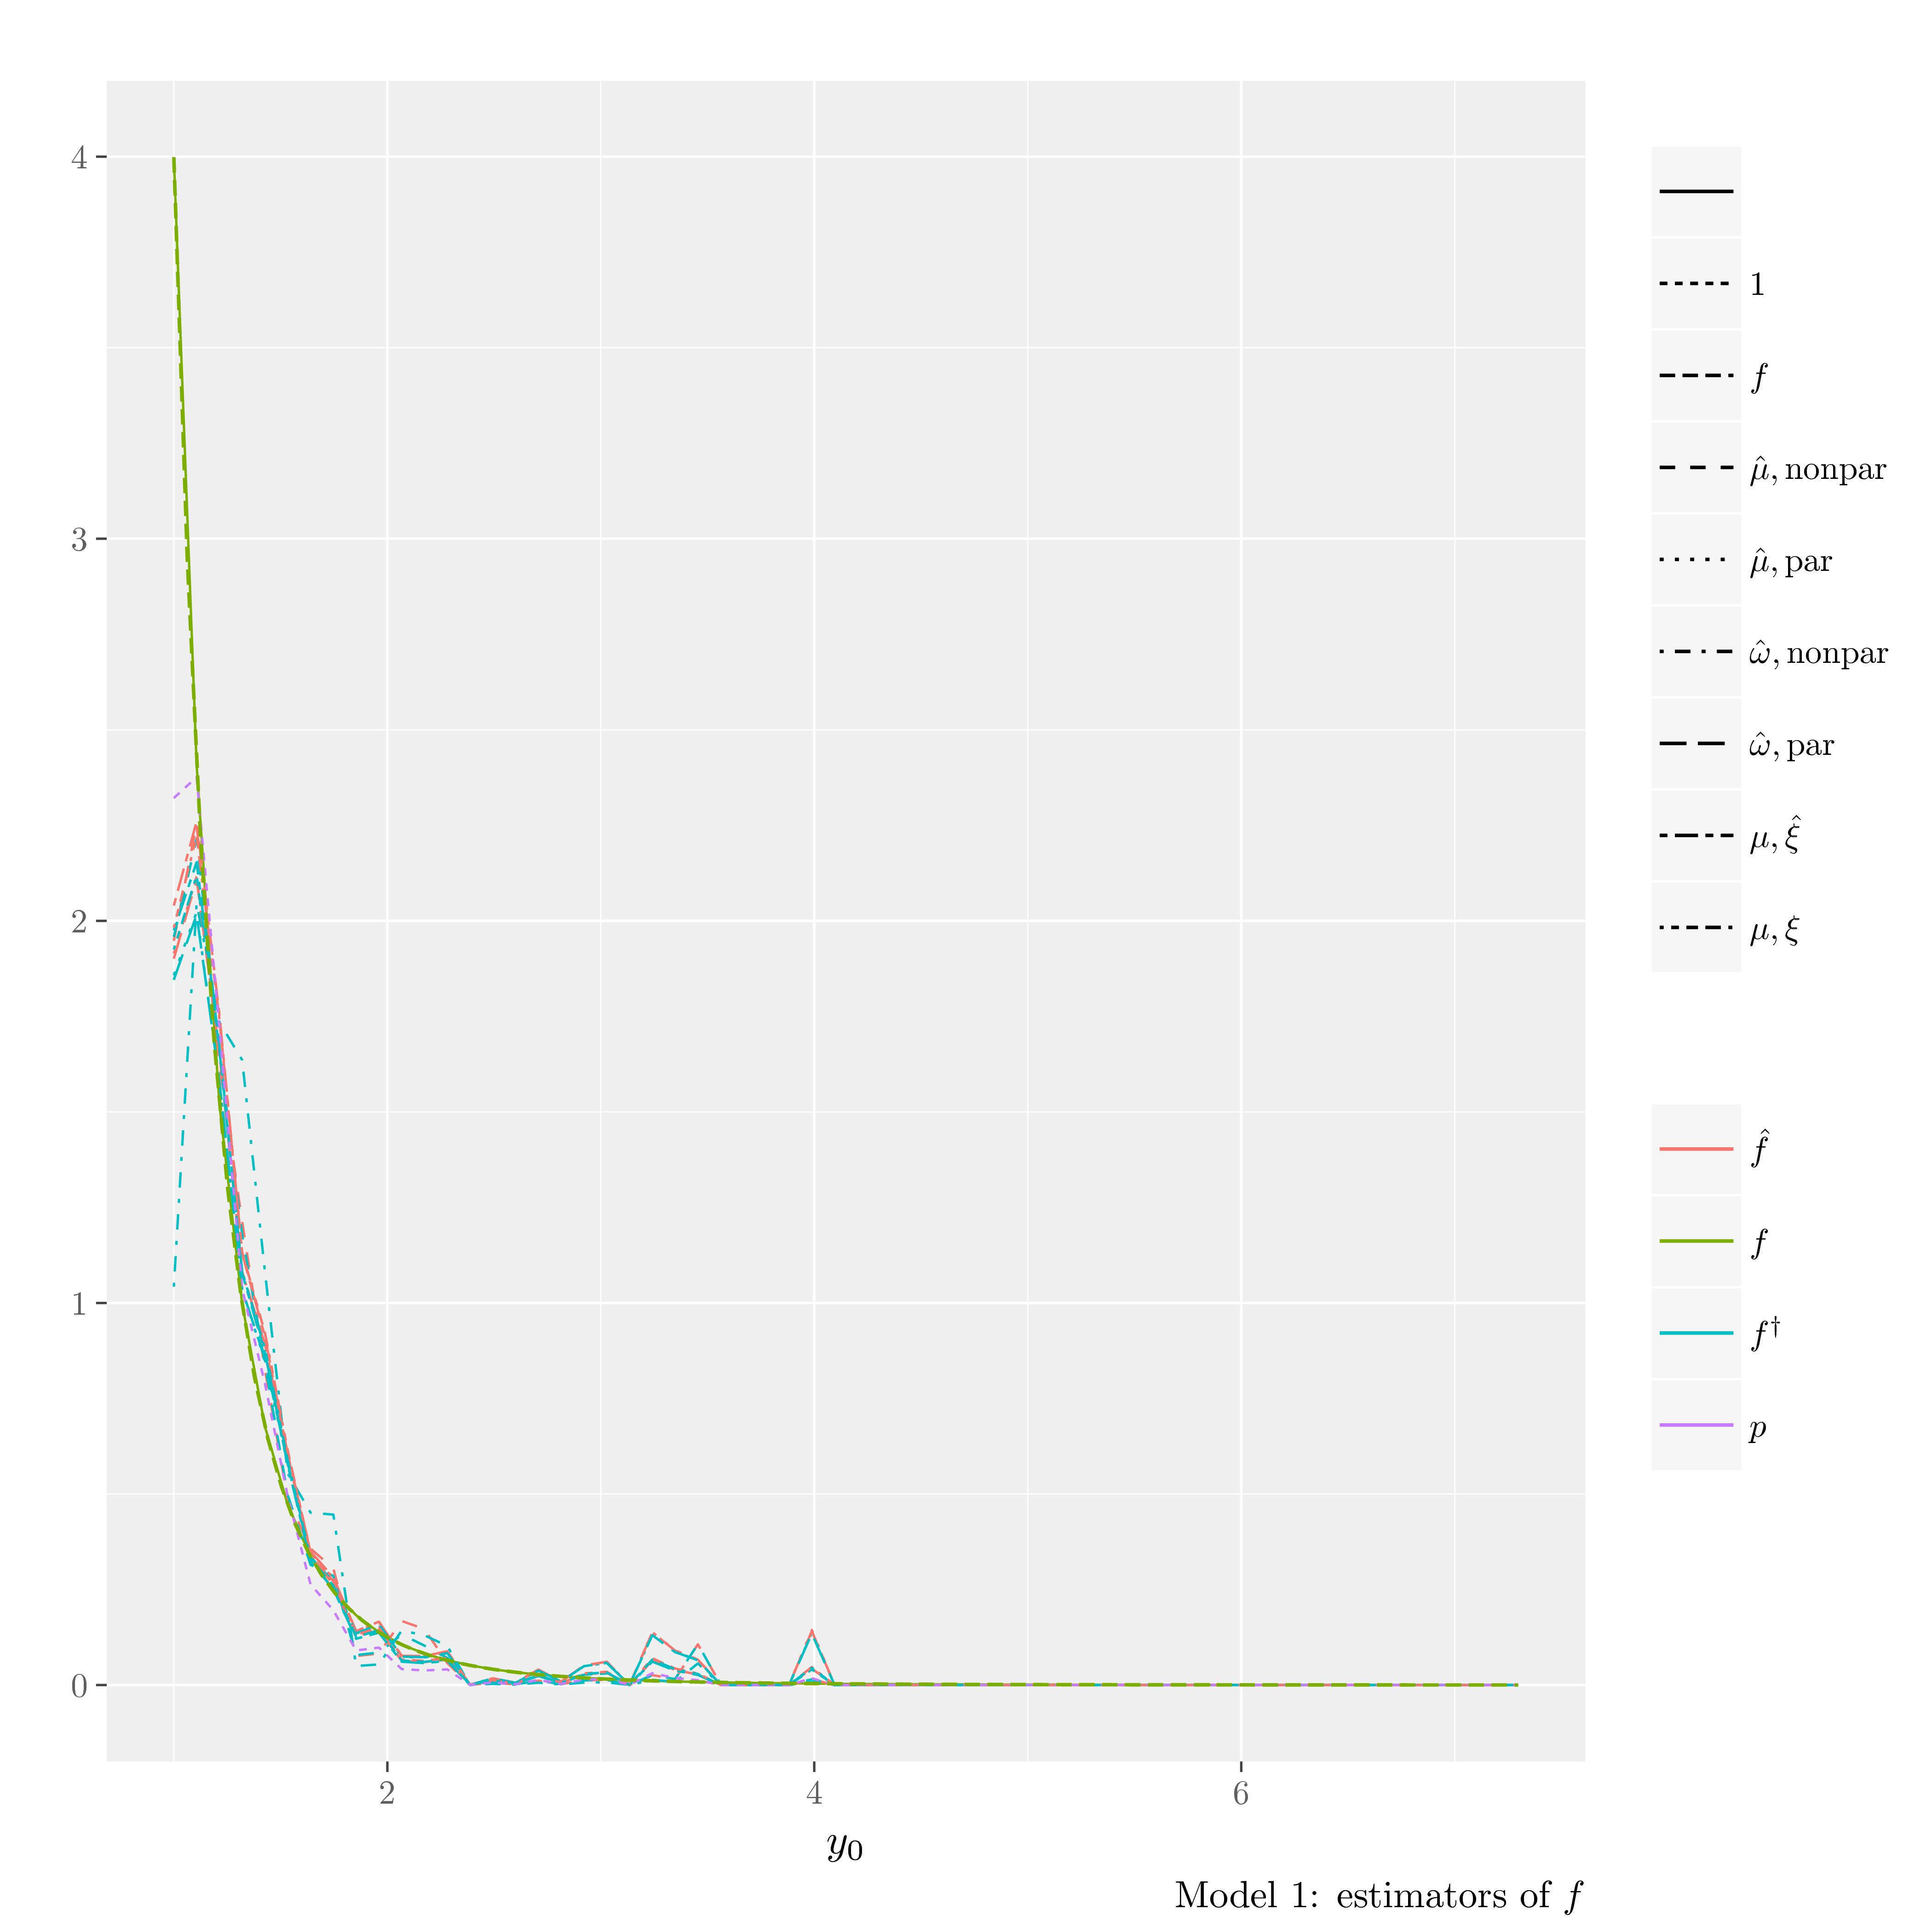 4
3
2
1
0
2
4
6
y₀
Model 1: estimators of f
1
f
μ̂, nonpar
μ̂, par
ω̂, nonpar
ω̂, par
μ, ξ̂
μ, ξ
f̂
f
f†
p